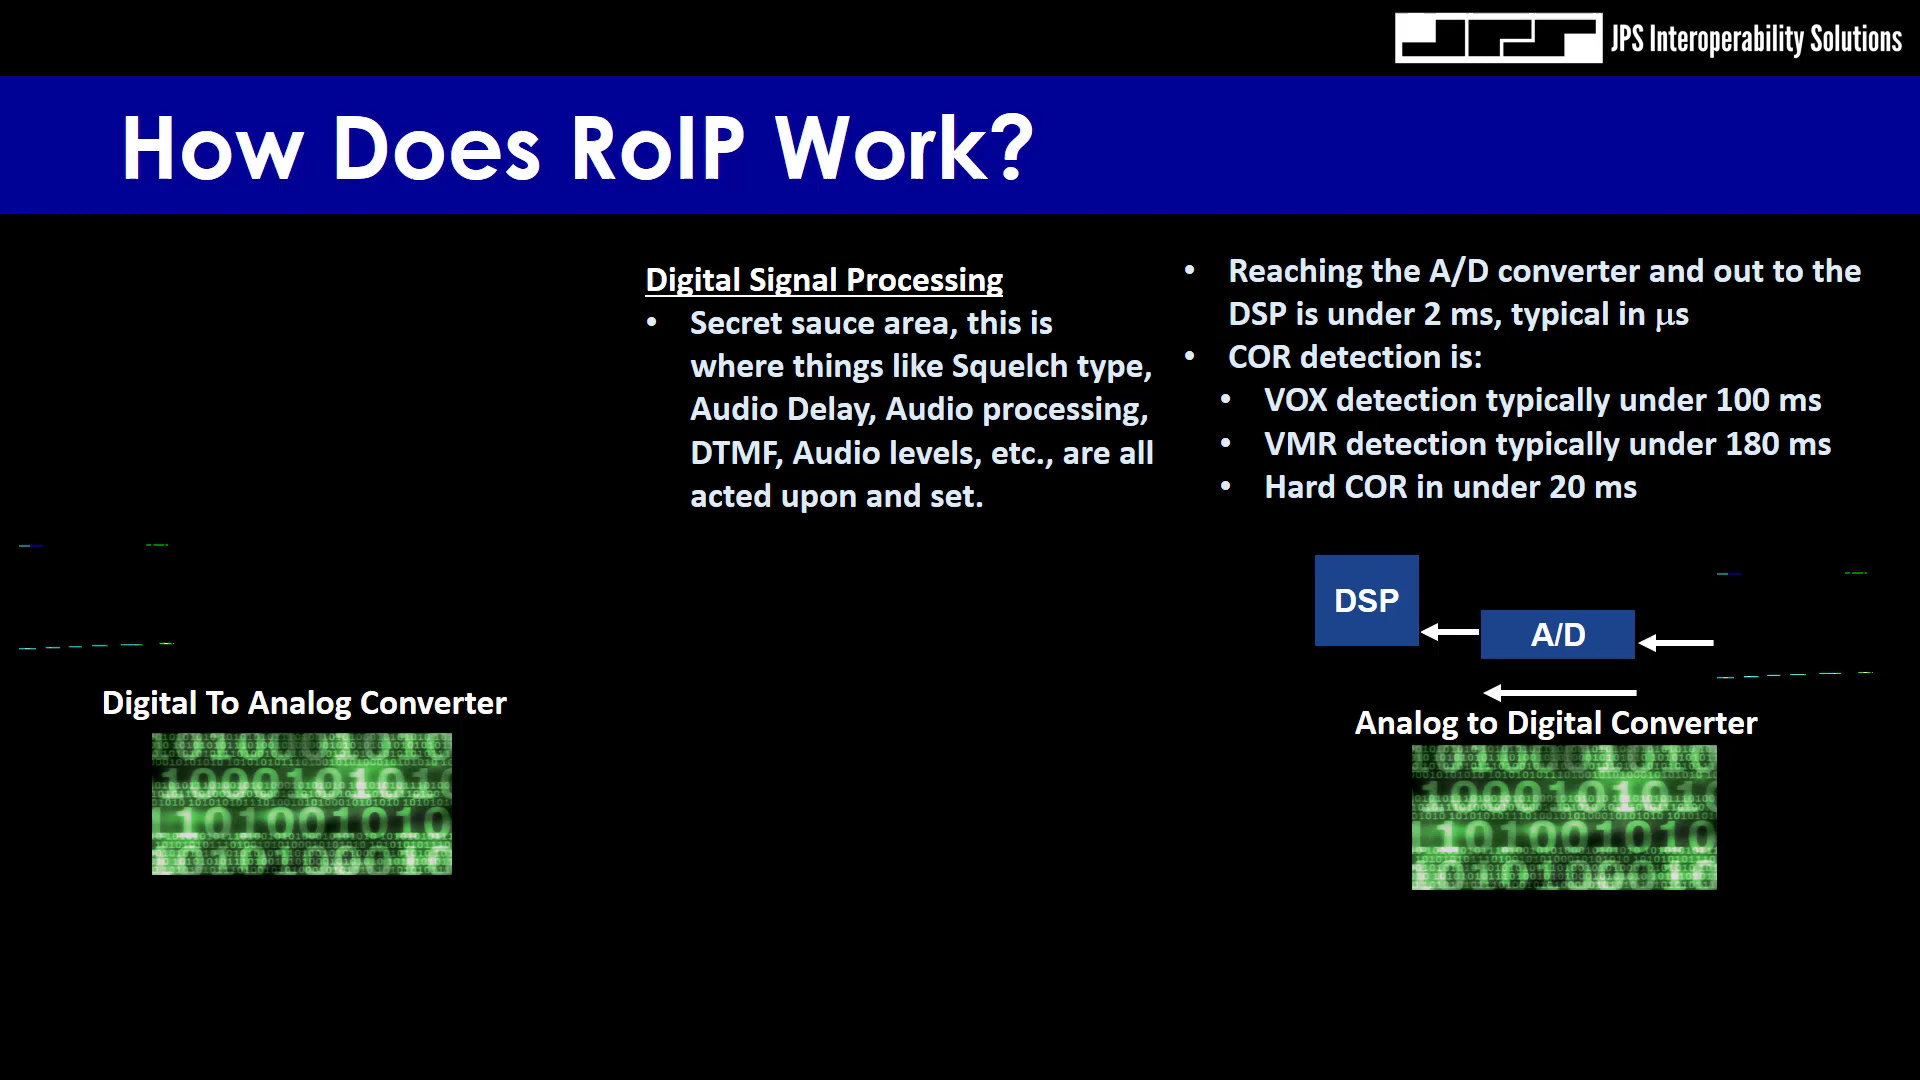 JPS JPS Interoperability Solutions
How Does RoIP Work?
Digital Signal Processing
• Secret sauce area, this is
where things like Squelch type,
Audio Delay, Audio processing,
DTMF, Audio levels, etc., are all
acted upon and set.
• Reaching the A/D converter and out to the
DSP is under 2 ms, typical in µs
• COR detection is:
• VOX detection typically under 100 ms
• VMR detection typically under 180 ms
• Hard COR in under 20 ms
DSP
A/D
Digital To Analog Converter
Analog to Digital Converter